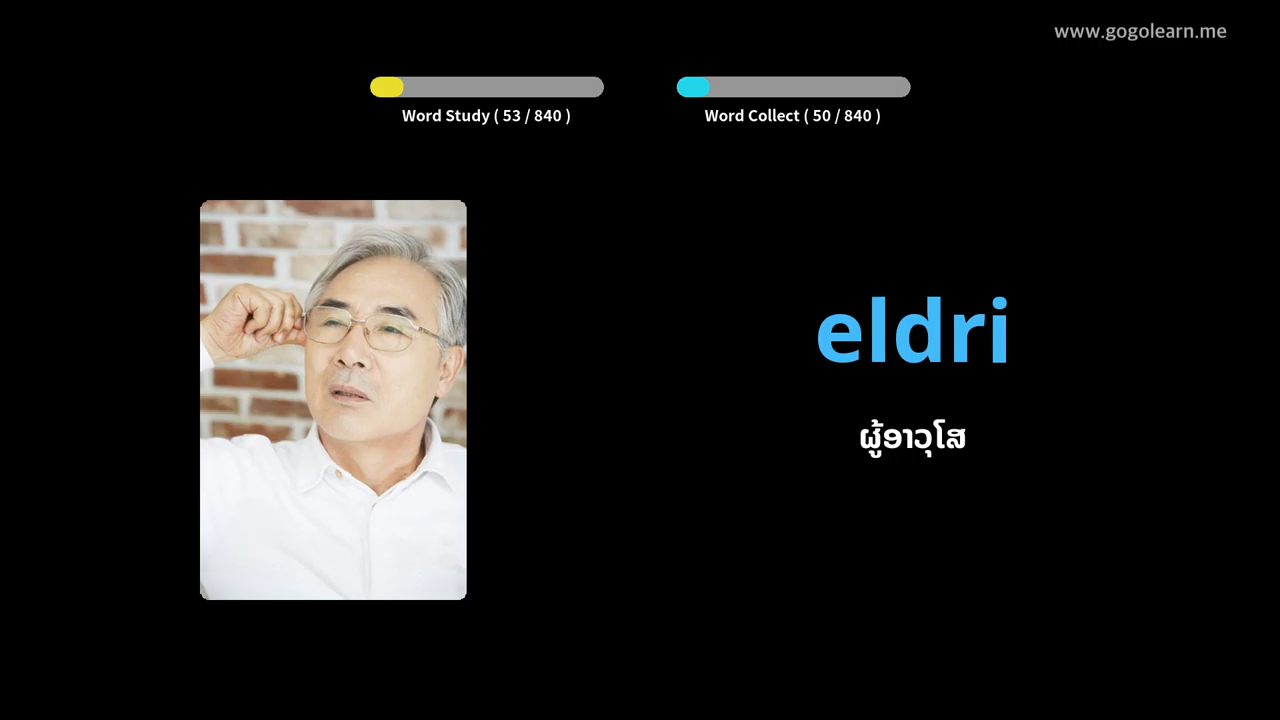 www.gogolearn.me
Word Study ( 53 / 840 )
Word Collect ( 50 / 840 )
eldri
ຜູ້ອາວຸໂສ